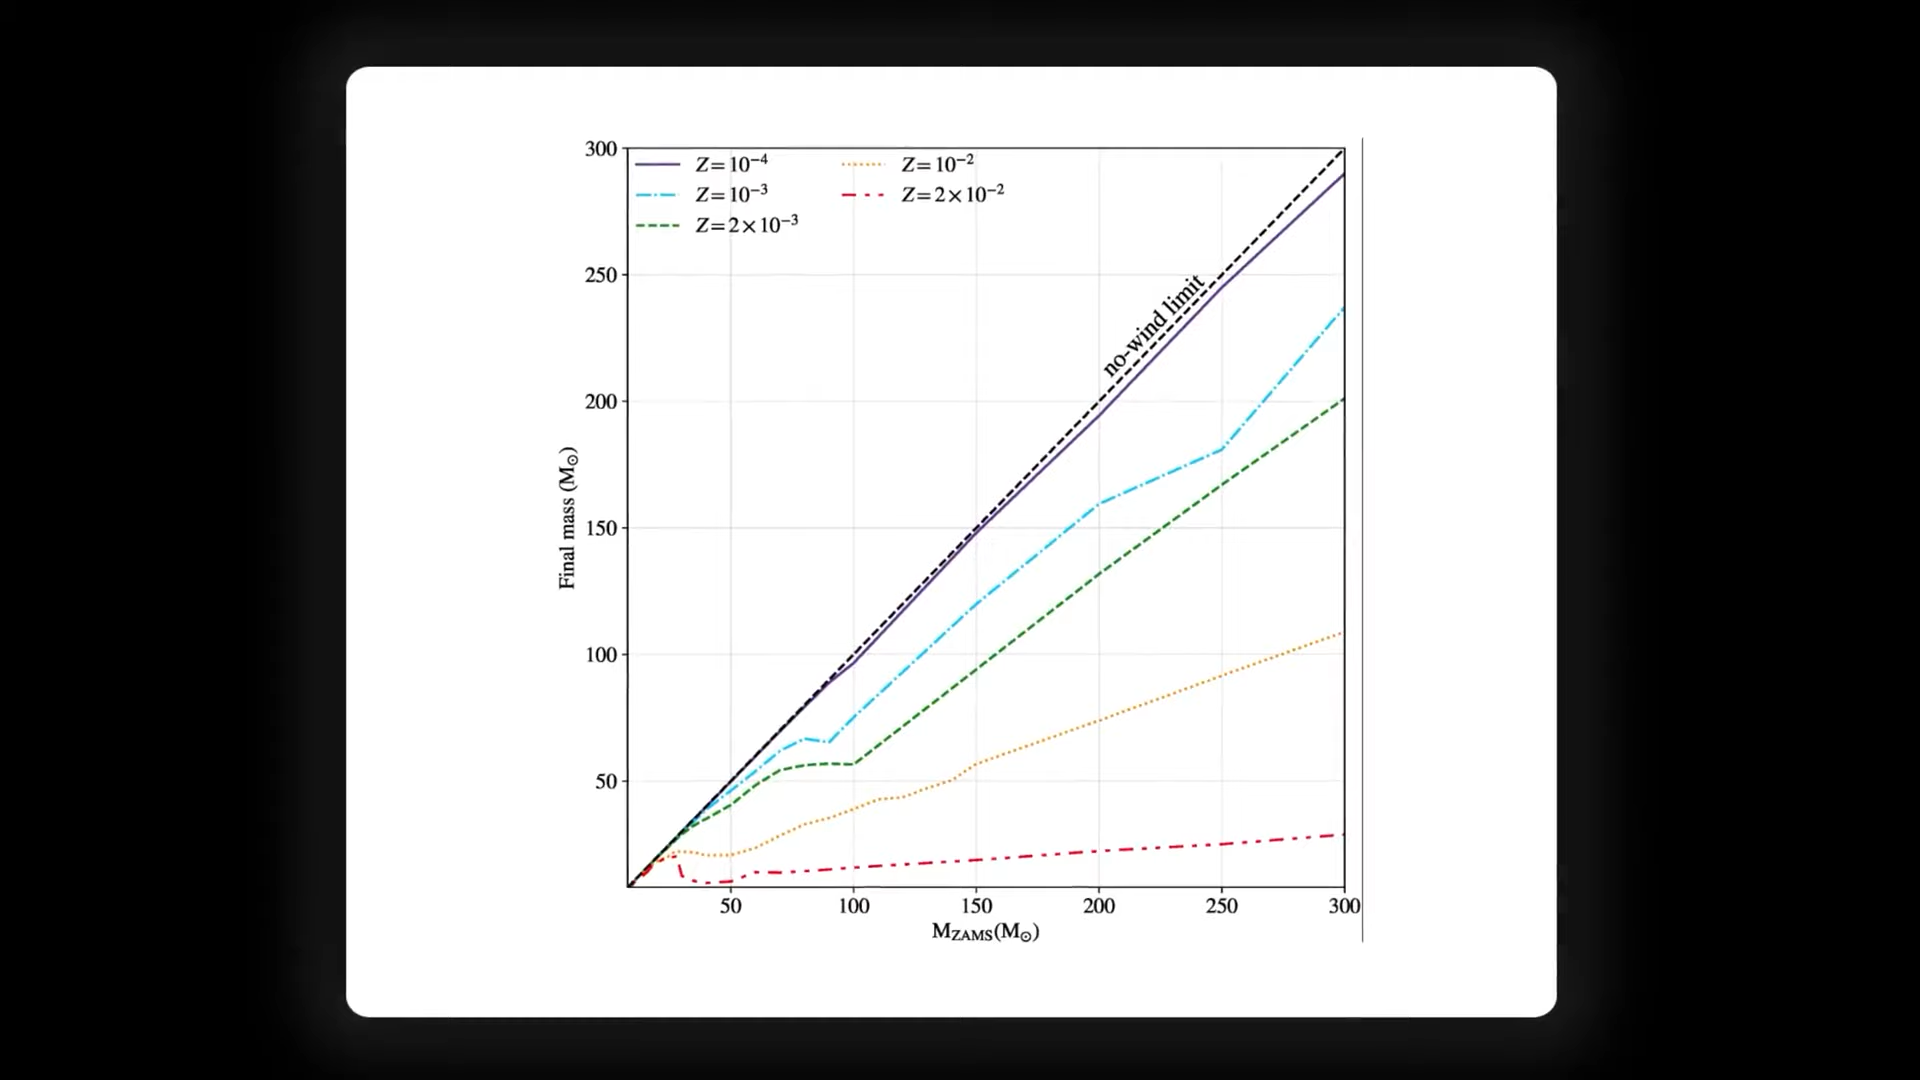 300
Z=10⁻⁴
Z=10⁻²
Z=10⁻³
Z=2×10⁻²
Z=2×10⁻³
250
no-wind limit
200
Final mass (M⊙)
150
100
50
50 100 150 200 250 300
M_ZAMS(M⊙)